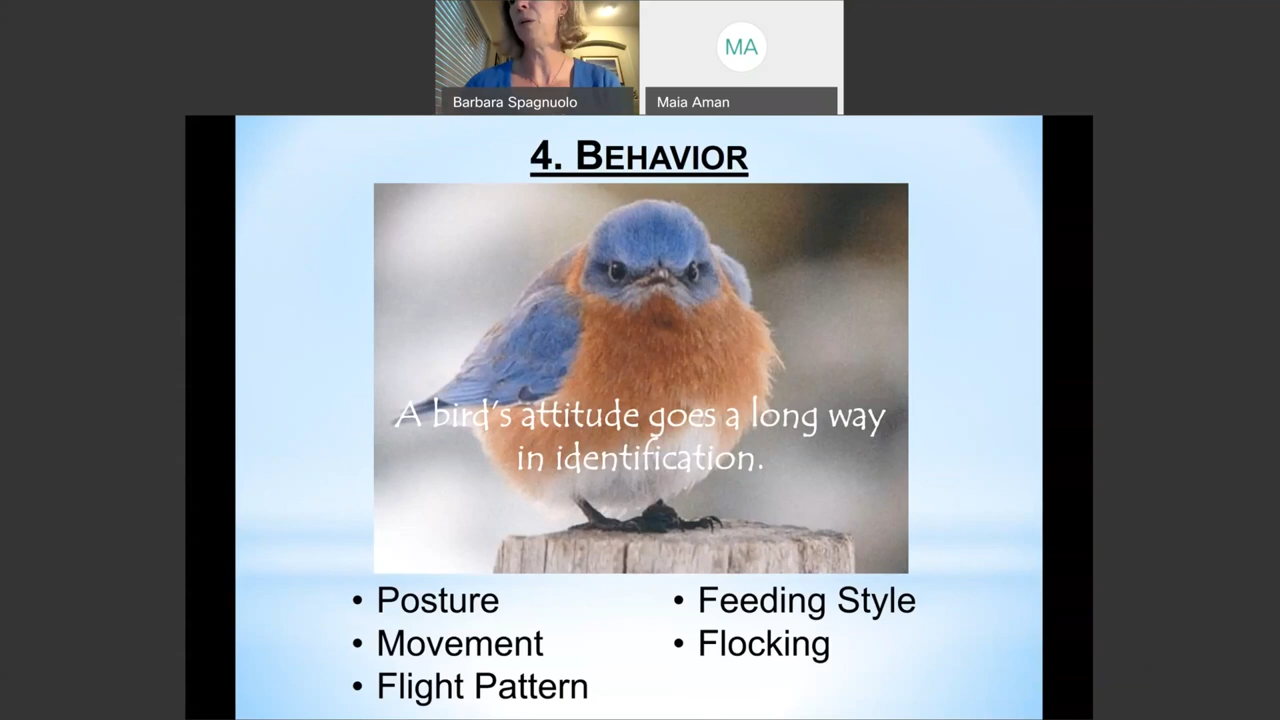 MA
Barbara Spagnuolo
Maia Aman
4. BEHAVIOR
A bird's attitude goes a long way
in identification.
• Posture
• Movement
• Flight Pattern
• Feeding Style
• Flocking